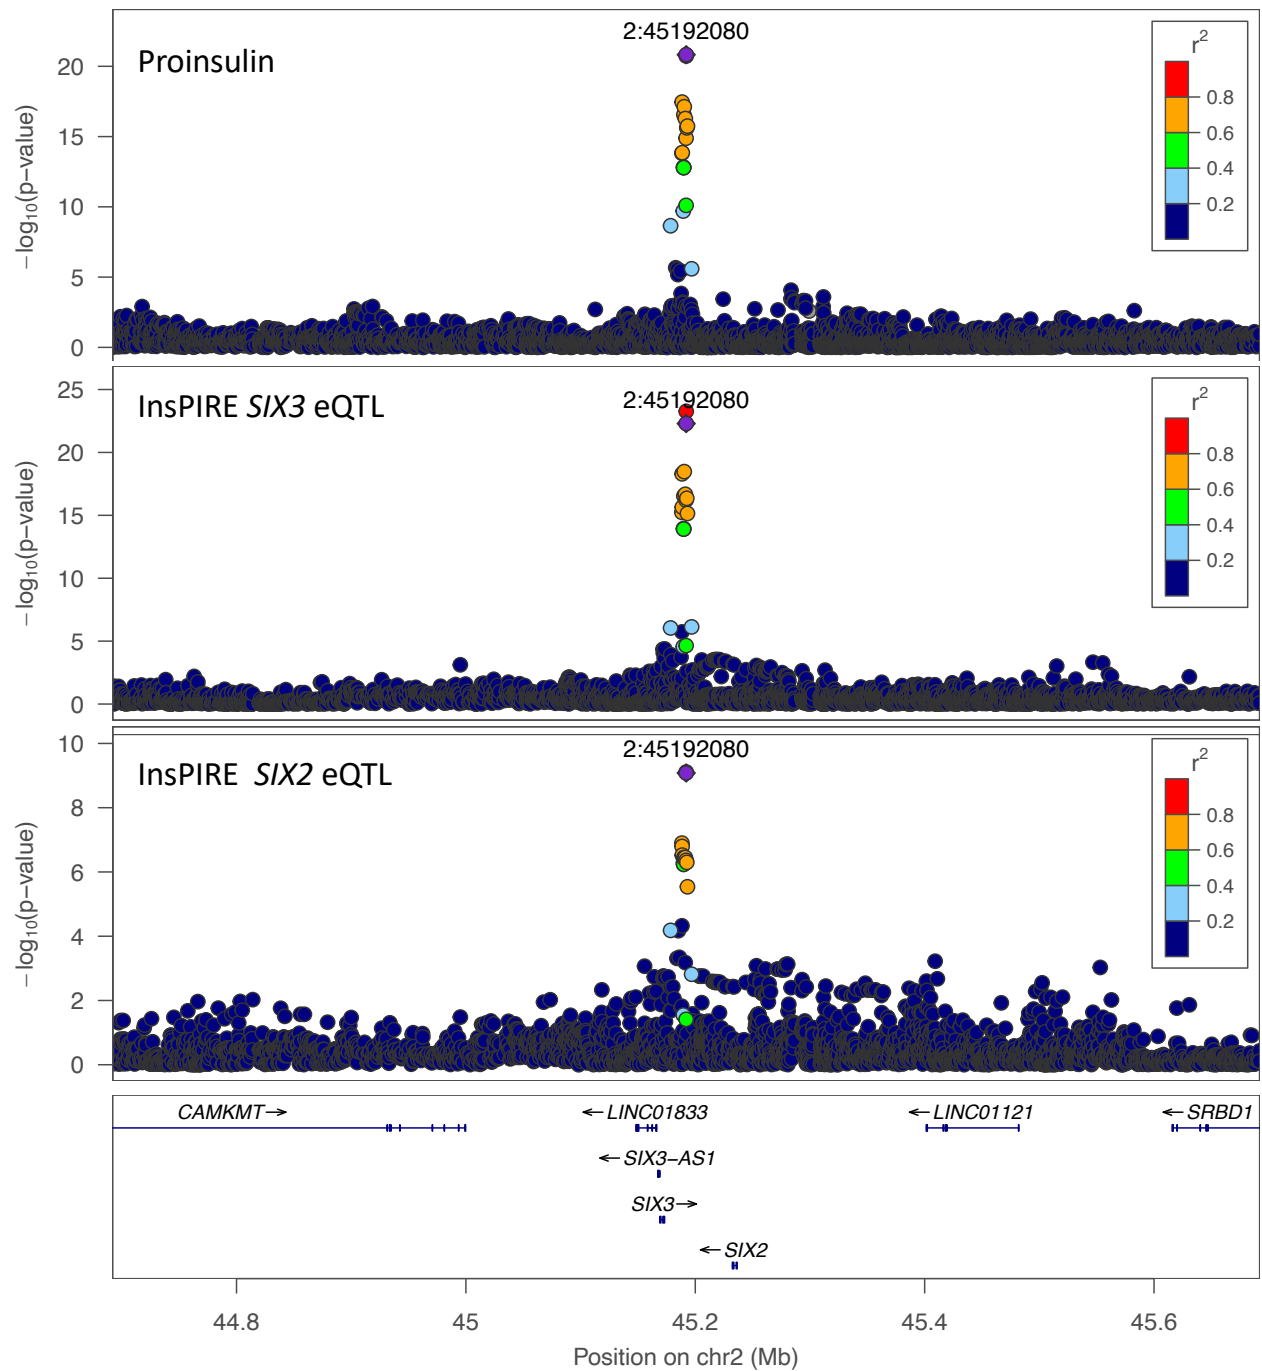 2:45192080
Proinsulin
r2
0.8
0.6
0.4
0.2
20
15
10
5
0
−log10(p−value)
2:45192080
InsPIRE SIX3 eQTL
r2
0.8
0.6
0.4
0.2
25
20
15
10
5
0
−log10(p−value)
2:45192080
InsPIRE SIX2 eQTL
r2
0.8
0.6
0.4
0.2
10
8
6
4
2
0
−log10(p−value)
CAMKMT→ ←LINC01833 ←LINC01121 ←SRBD1
←SIX3−AS1
SIX3→
←SIX2
44.8 45 45.2 45.4 45.6
Position on chr2 (Mb)